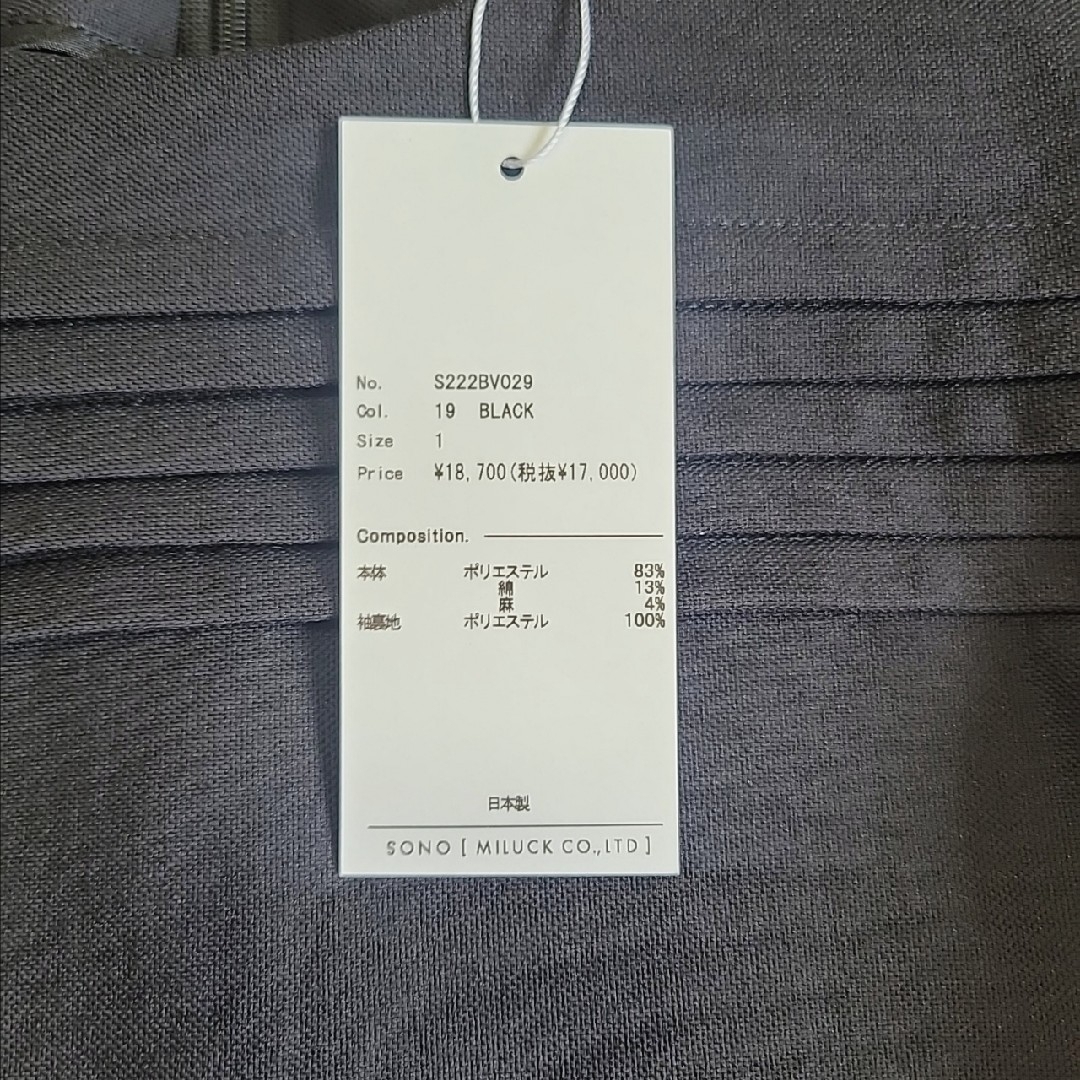 No. S222BV029
Col. 19 BLACK
Size 1
Price ¥18,700(税抜¥17,000)
Composition.
本体 ポリエステル 83%
綿 13%
麻 4%
袖裏地 ポリエステル 100%
日本製
SONO [ MILUCK CO.,LTD ]